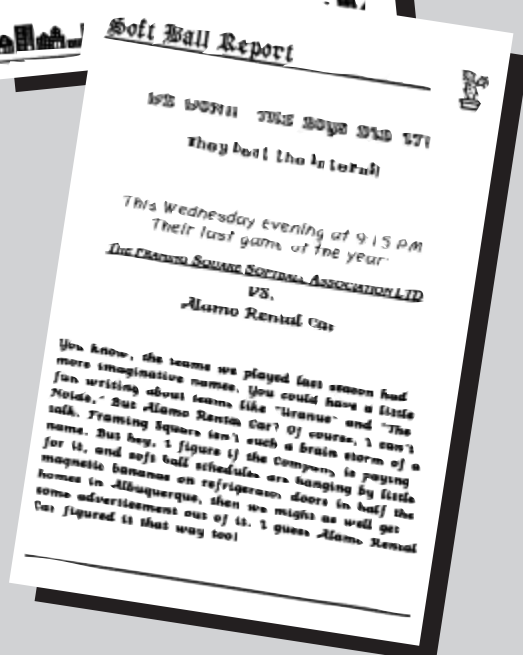 Soft Ball Report
WE WON!! THE BOYS DID IT!
They beat the Internll
This Wednesday evening at 9:15 PM
Their last game of the year
THE FRAMING SQUARE SOFTBALL ASSOCIATION LTD
VS.
Alamo Rental Car
You know, the teams we played last season had
more imaginative names. You could have a little
fun writing about teams like "Uranus" and "The
Noids." But Alamo Rental Car? Of course, I can't
talk. Framing Square isn't such a brain storm of a
name. But hey, I figure if the Company is paying
for it, and soft ball schedules are hanging by little
magnetic bananas on refrigerator doors in half the
homes in Albuquerque, then we might as well get
some advertisement out of it. I guess Alamo Rental
Car figured it that way too!